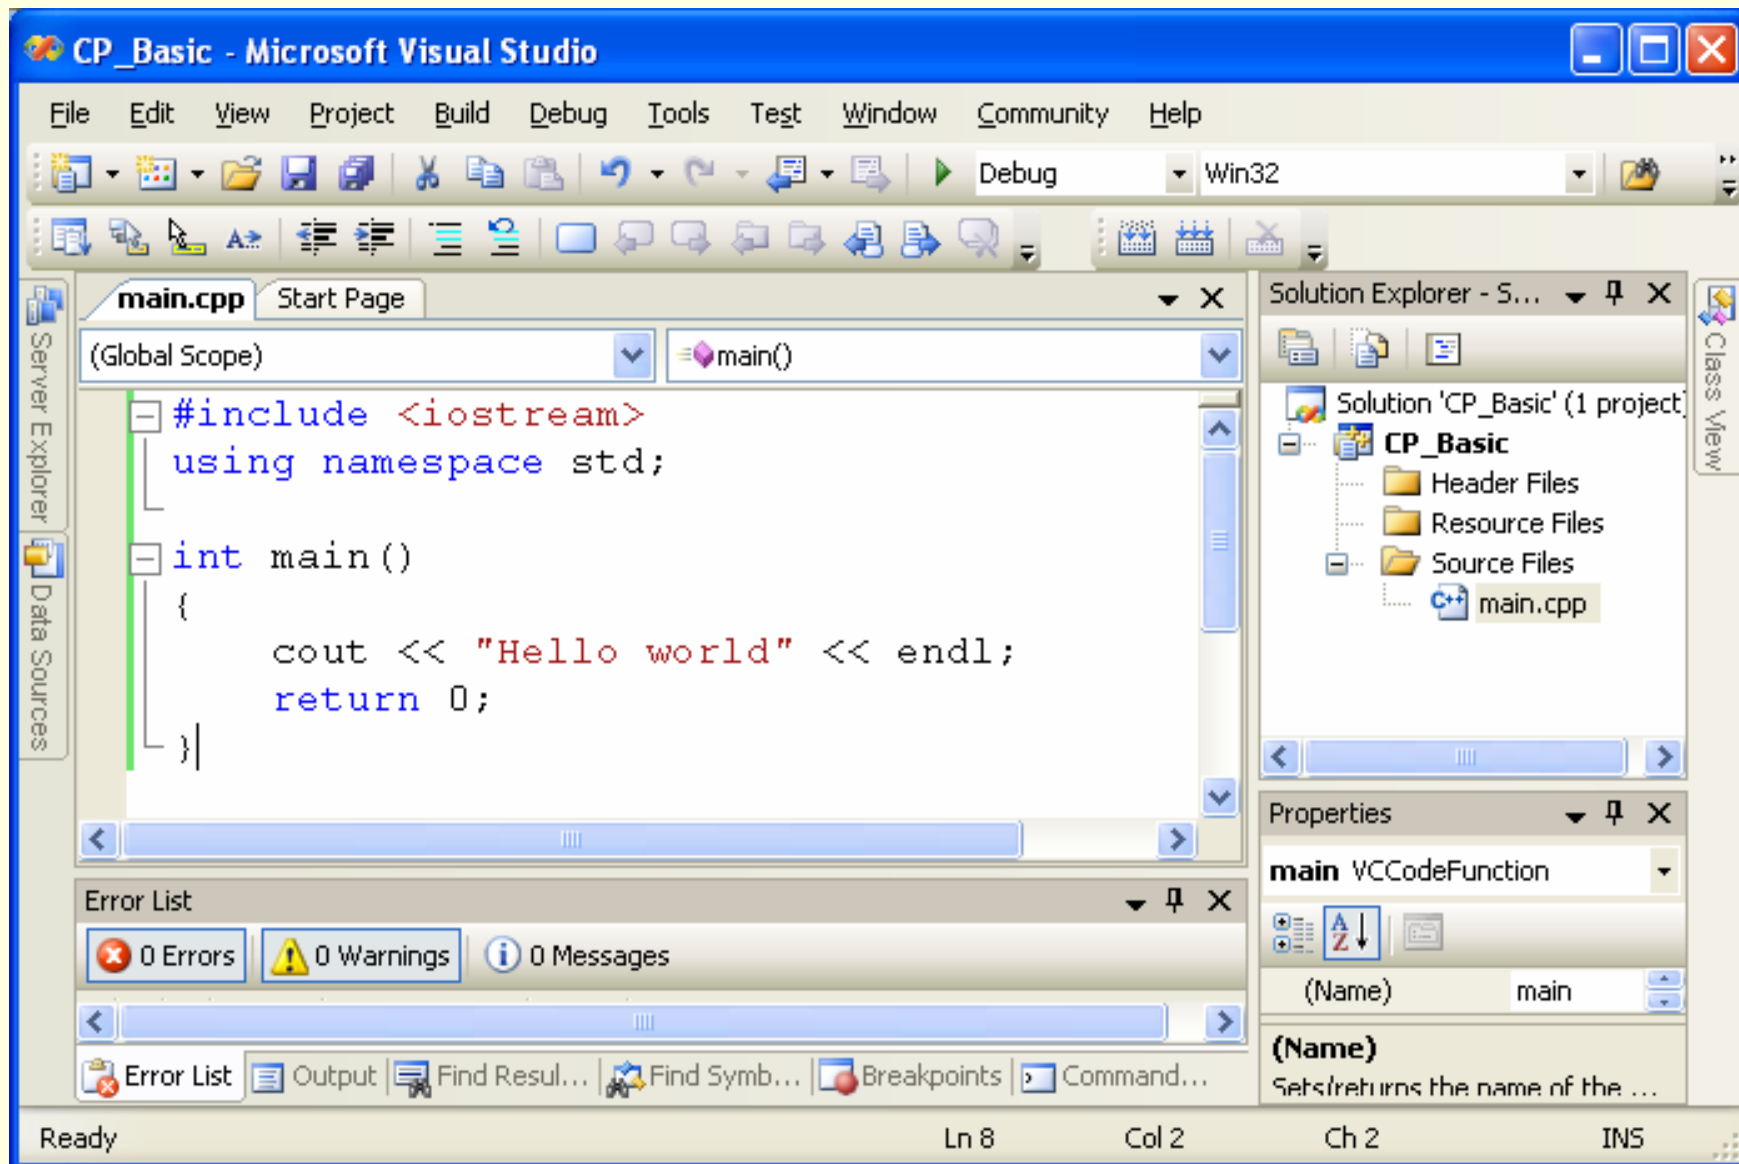 CP_Basic - Microsoft Visual Studio
File Edit View Project Build Debug Tools Test Window Community Help
Debug Win32
Server Explorer
Data Sources
main.cpp Start Page
(Global Scope) main()
#include <iostream>
using namespace std;
int main()
{
cout << "Hello world" << endl;
return 0;
}
Error List
0 Errors 0 Warnings 0 Messages
Error List Output Find Resul... Find Symb... Breakpoints Command...
Solution Explorer - S...
Solution 'CP_Basic' (1 project)
CP_Basic
Header Files
Resource Files
Source Files
main.cpp
Class View
Properties
main VCCodeFunction
(Name) main
(Name)
Sets/returns the name of the ...
Ready Ln 8 Col 2 Ch 2 INS